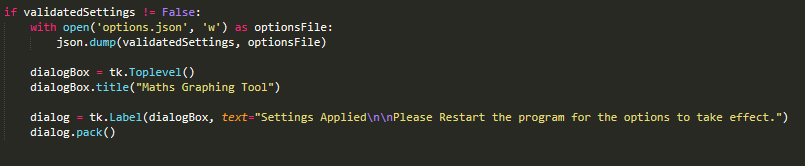 if validatedSettings != False:
    with open('options.json', 'w') as optionsFile:
        json.dump(validatedSettings, optionsFile)
    dialogBox = tk.Toplevel()
    dialogBox.title("Maths Graphing Tool")
    dialog = tk.Label(dialogBox, text="Settings Applied\n\nPlease Restart the program for the options to take effect.")
    dialog.pack()